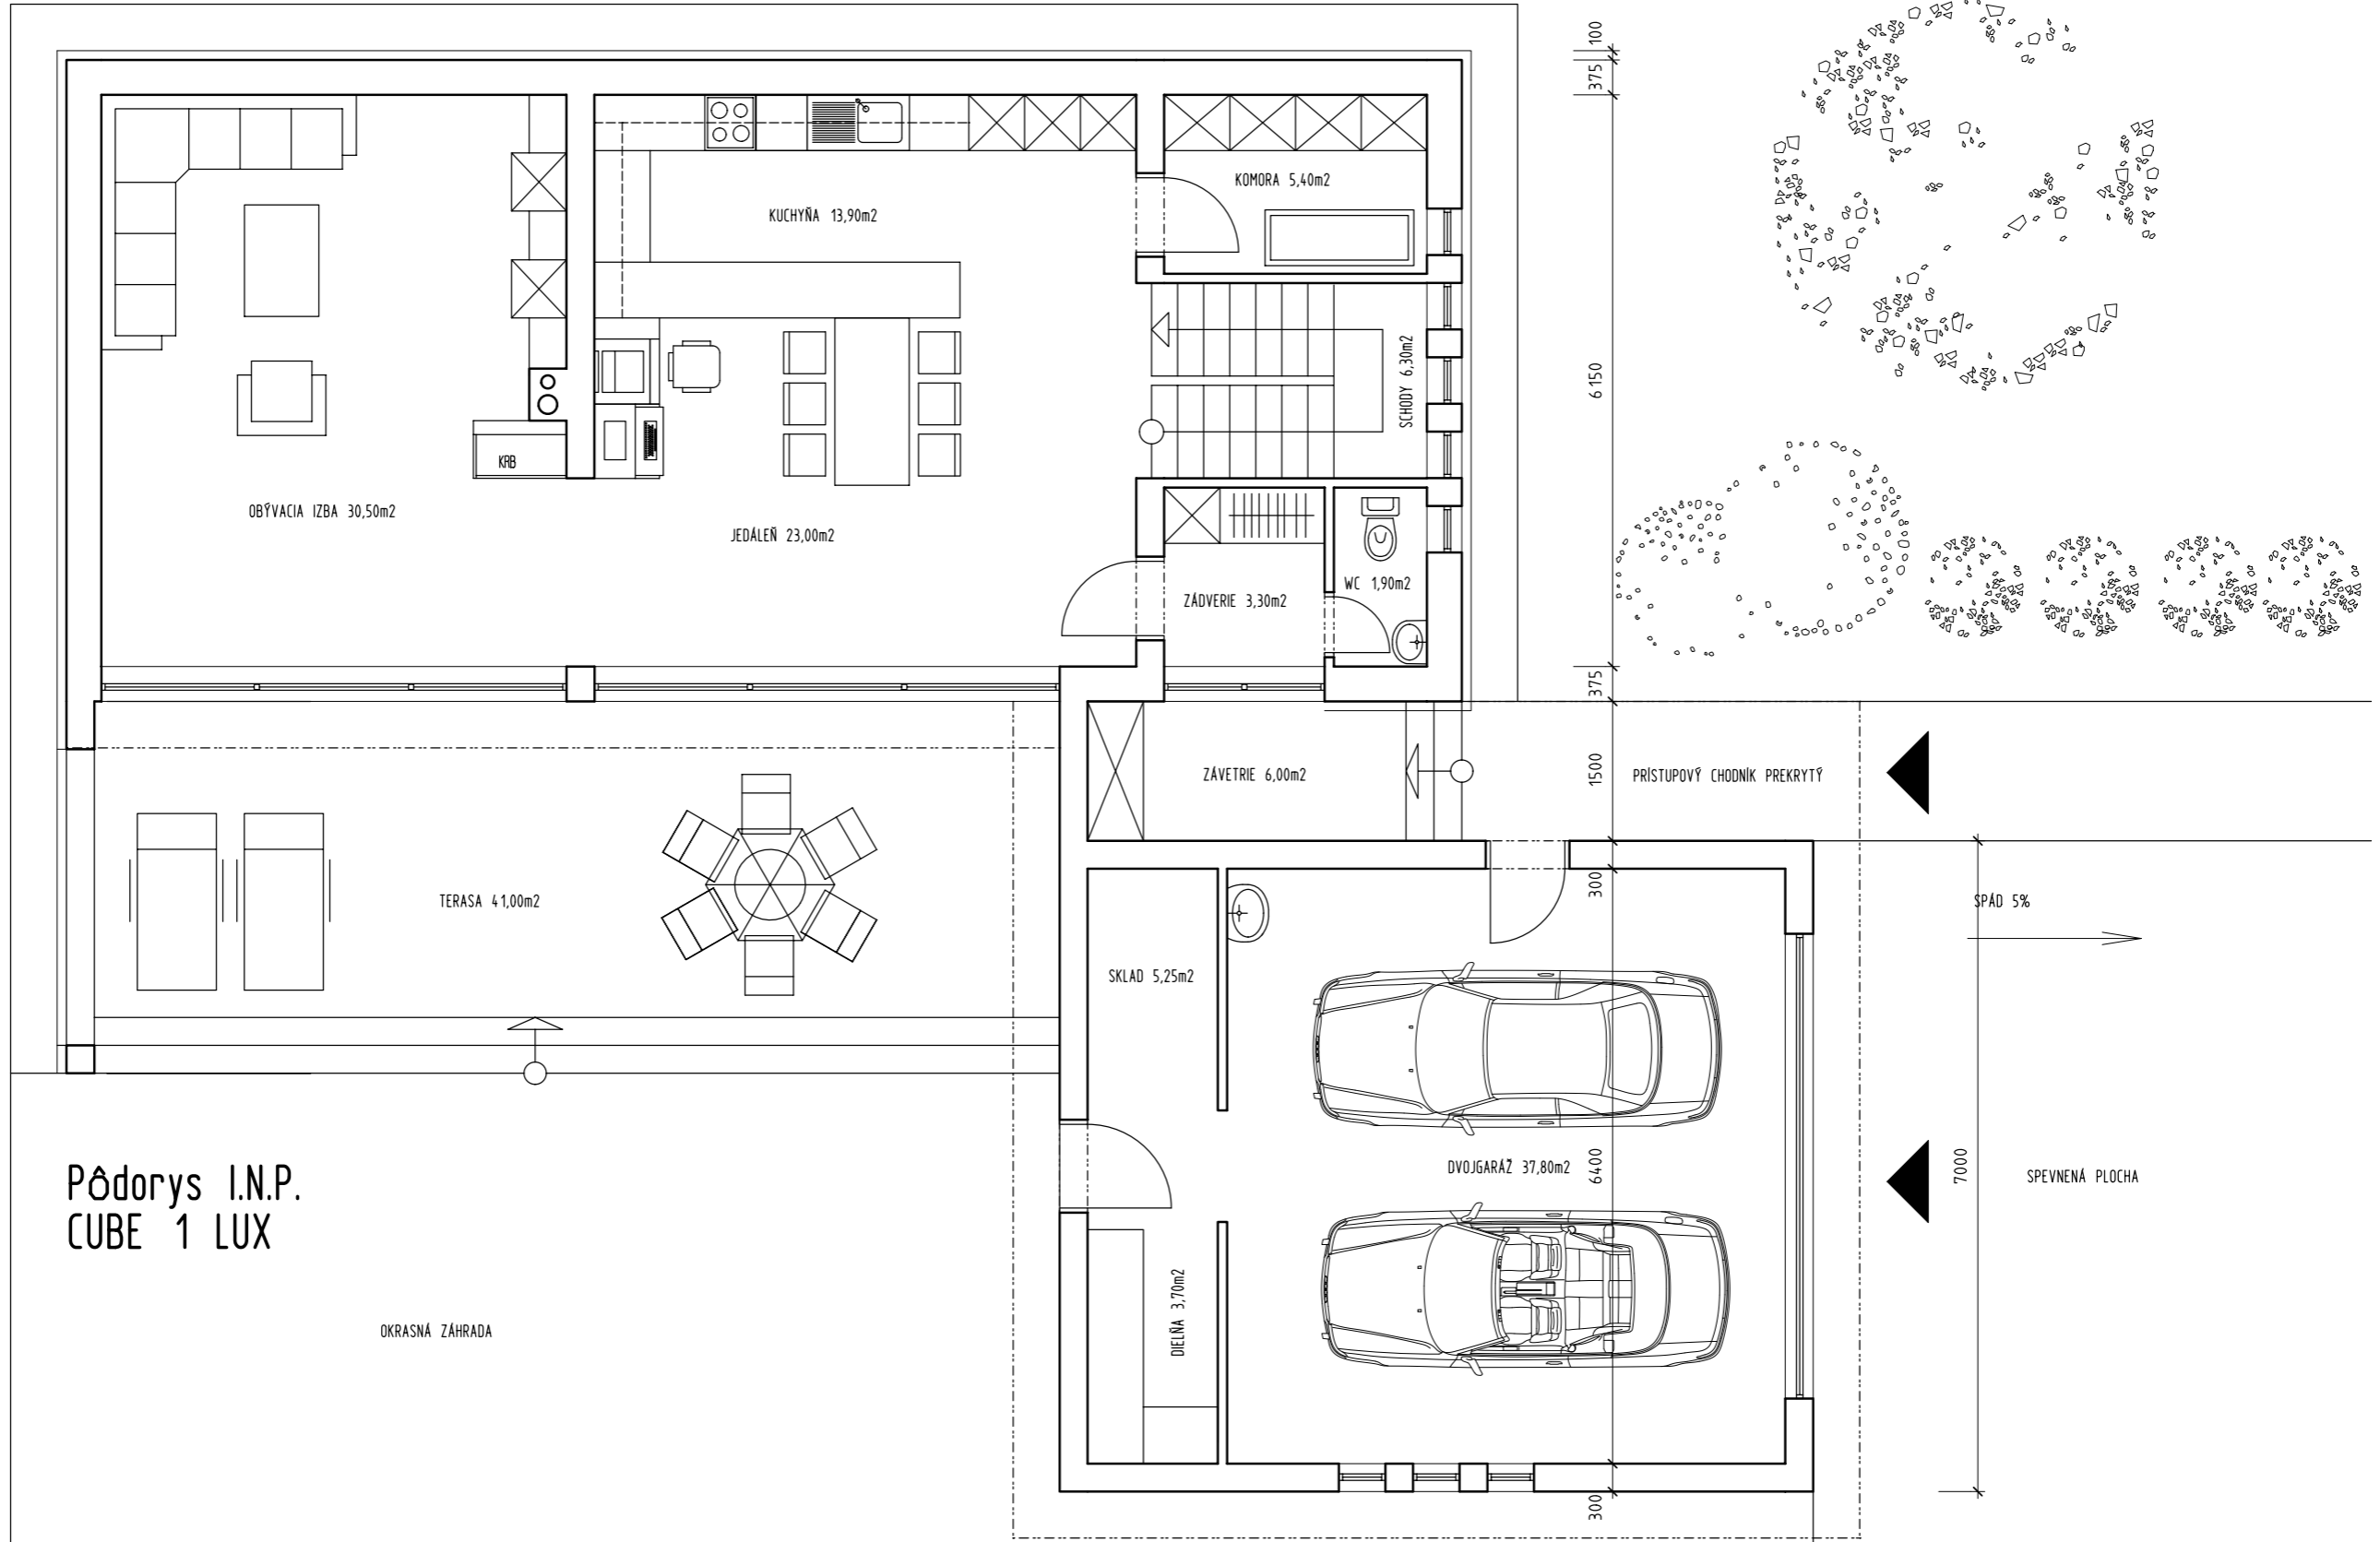 100
375
KOMORA 5,40m2
KUCHYŇA 13,90m2
6150
SCHODY 6,30m2
KRB
OBÝVACIA IZBA 30,50m2
JEDÁLEŇ 23,00m2
WC 1,90m2
ZÁDVERIE 3,30m2
375
ZÁVETRIE 6,00m2
1500
PRÍSTUPOVÝ CHODNÍK PREKRYTÝ
300
TERASA 41,00m2
SPÁD 5%
SKLAD 5,25m2
DVOJGARÁŽ 37,80m2
6400
7000
SPEVNENÁ PLOCHA
Pôdorys I.N.P.
CUBE 1 LUX
DIELŇA 3,70m2
OKRASNÁ ZÁHRADA
300